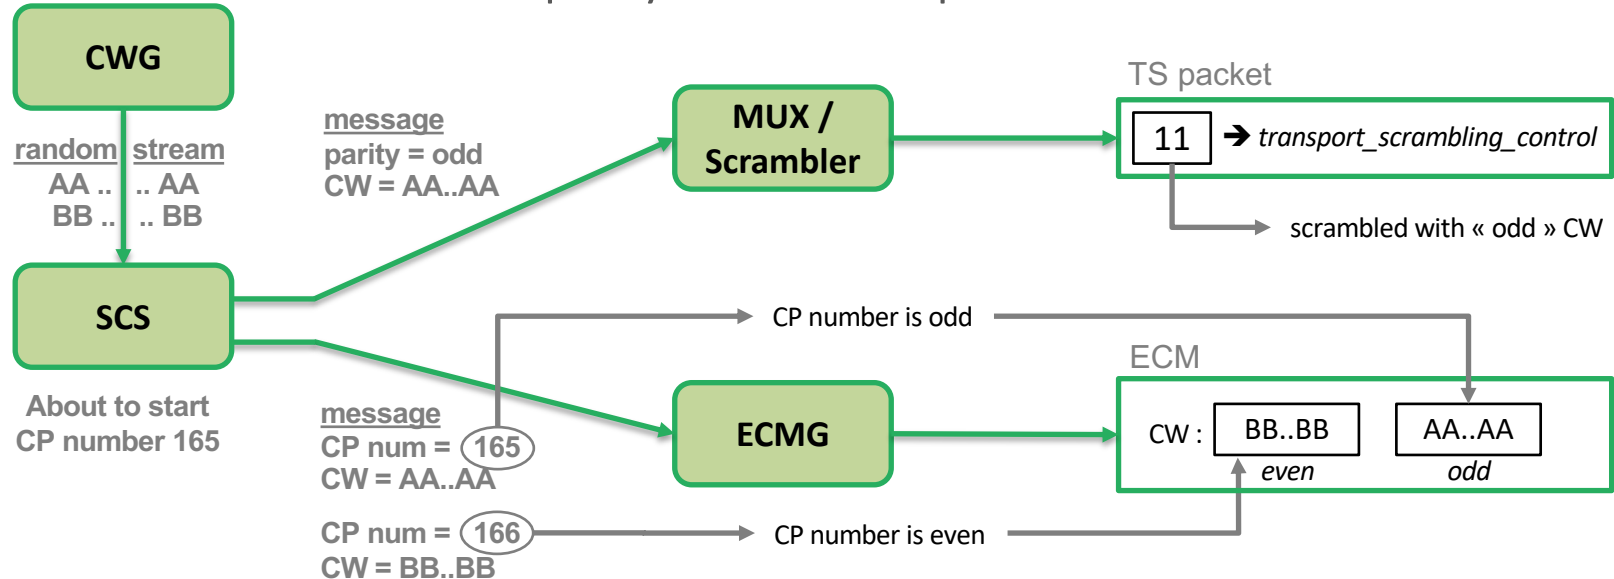 CWG
random stream
AA .. .. AA
BB .. .. BB
SCS
About to start
CP number 165
message
parity = odd
CW = AA..AA
MUX /
Scrambler
TS packet
11 ➔ transport_scrambling_control
scrambled with « odd » CW
CP number is odd
message
CP num = 165
CW = AA..AA
CP num = 166
CW = BB..BB
ECMG
CP number is even
ECM
CW : BB..BB AA..AA
even odd